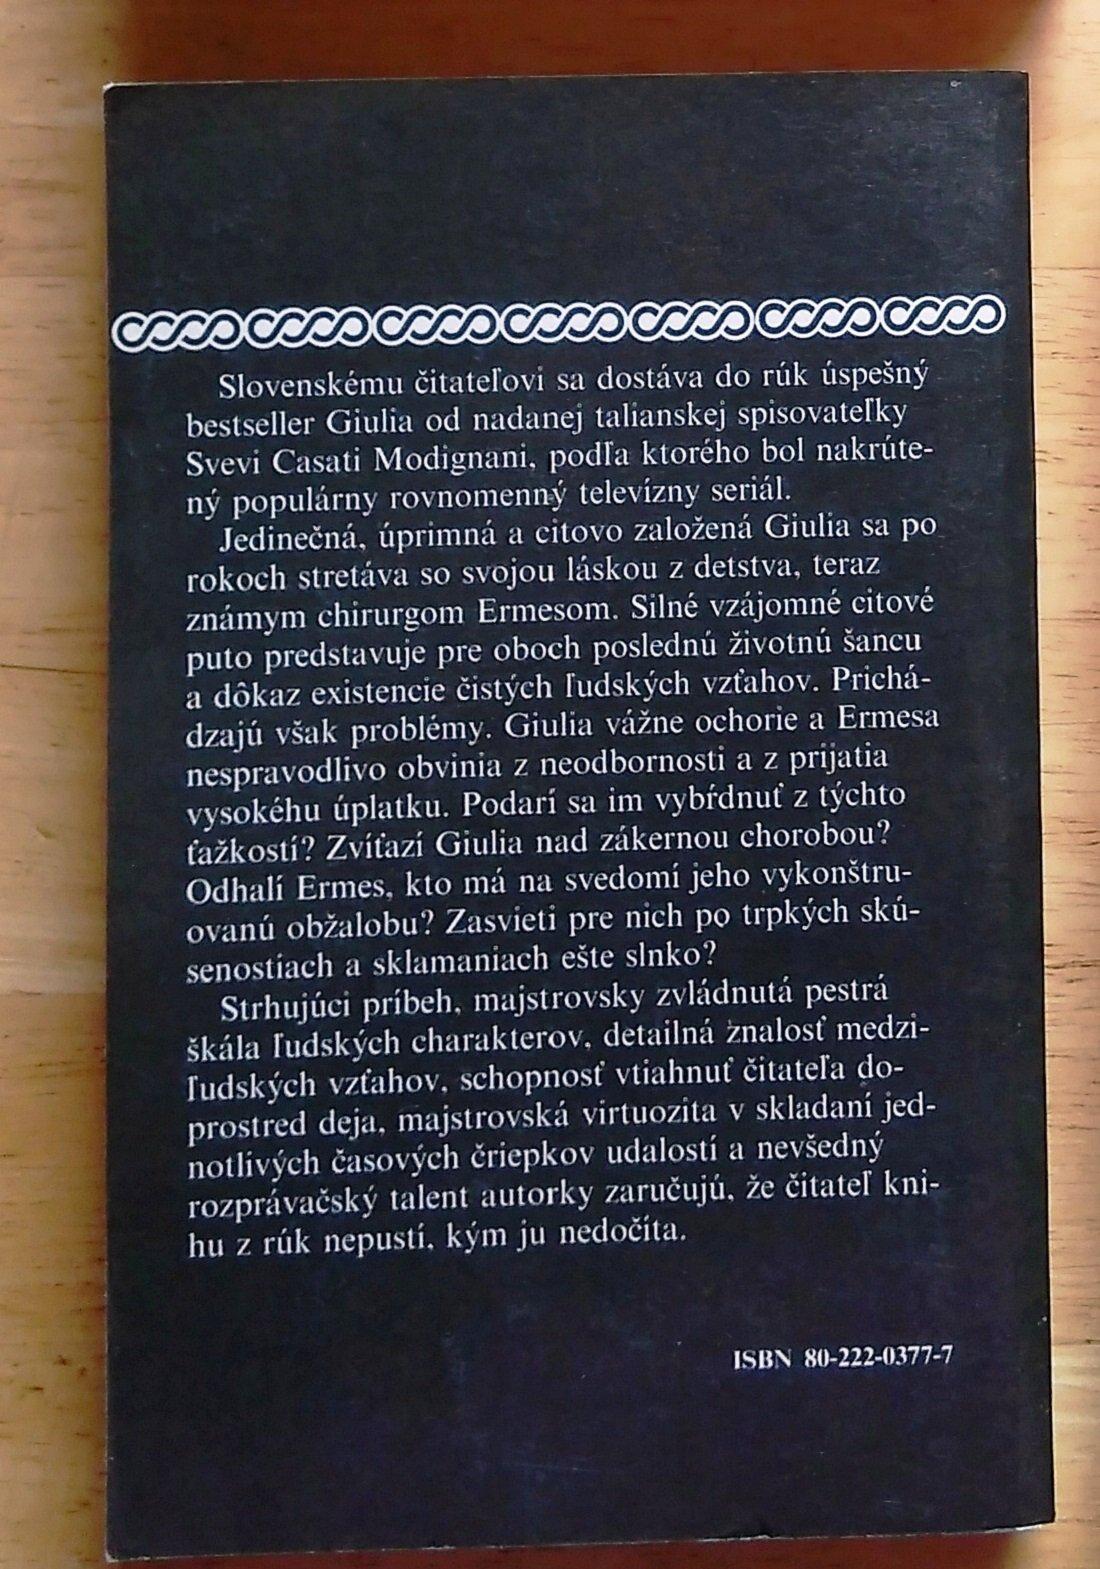 Slovenskému čitateľovi sa dostáva do rúk úspešný
bestseller Giulia od nadanej talianskej spisovateľky
Svevi Casati Modignani, podľa ktorého bol nakrúte-
ný populárny rovnomenný televízny seriál.
Jedinečná, úprimná a citovo založená Giulia sa po
rokoch stretáva so svojou láskou z detstva, teraz
známym chirurgom Ermesom. Silné vzájomné citové
puto predstavuje pre oboch poslednú životnú šancu
a dôkaz existencie čistých ľudských vzťahov. Prichá-
dzajú však problémy. Giulia vážne ochorie a Ermesa
nespravodlivo obvinia z neodbornosti a z prijatia
vysokéhu úplatku. Podarí sa im vybŕdnuť z týchto
ťažkostí? Zvíťazí Giulia nad zákernou chorobou?
Odhalí Ermes, kto má na svedomí jeho vykonštru-
ovanú obžalobu? Zasvieti pre nich po trpkých skú-
senostiach a sklamaniach ešte slnko?
Strhujúci príbeh, majstrovsky zvládnutá pestrá
škála ľudských charakterov, detailná znalosť medzi-
ľudských vzťahov, schopnosť vtiahnuť čitateľa do-
prostred deja, majstrovská virtuozita v skladaní jed-
notlivých časových čriepkov udalostí a nevšedný
rozprávačský talent autorky zaručujú, že čitateľ kni-
hu z rúk nepustí, kým ju nedočíta.
ISBN 80-222-0377-7